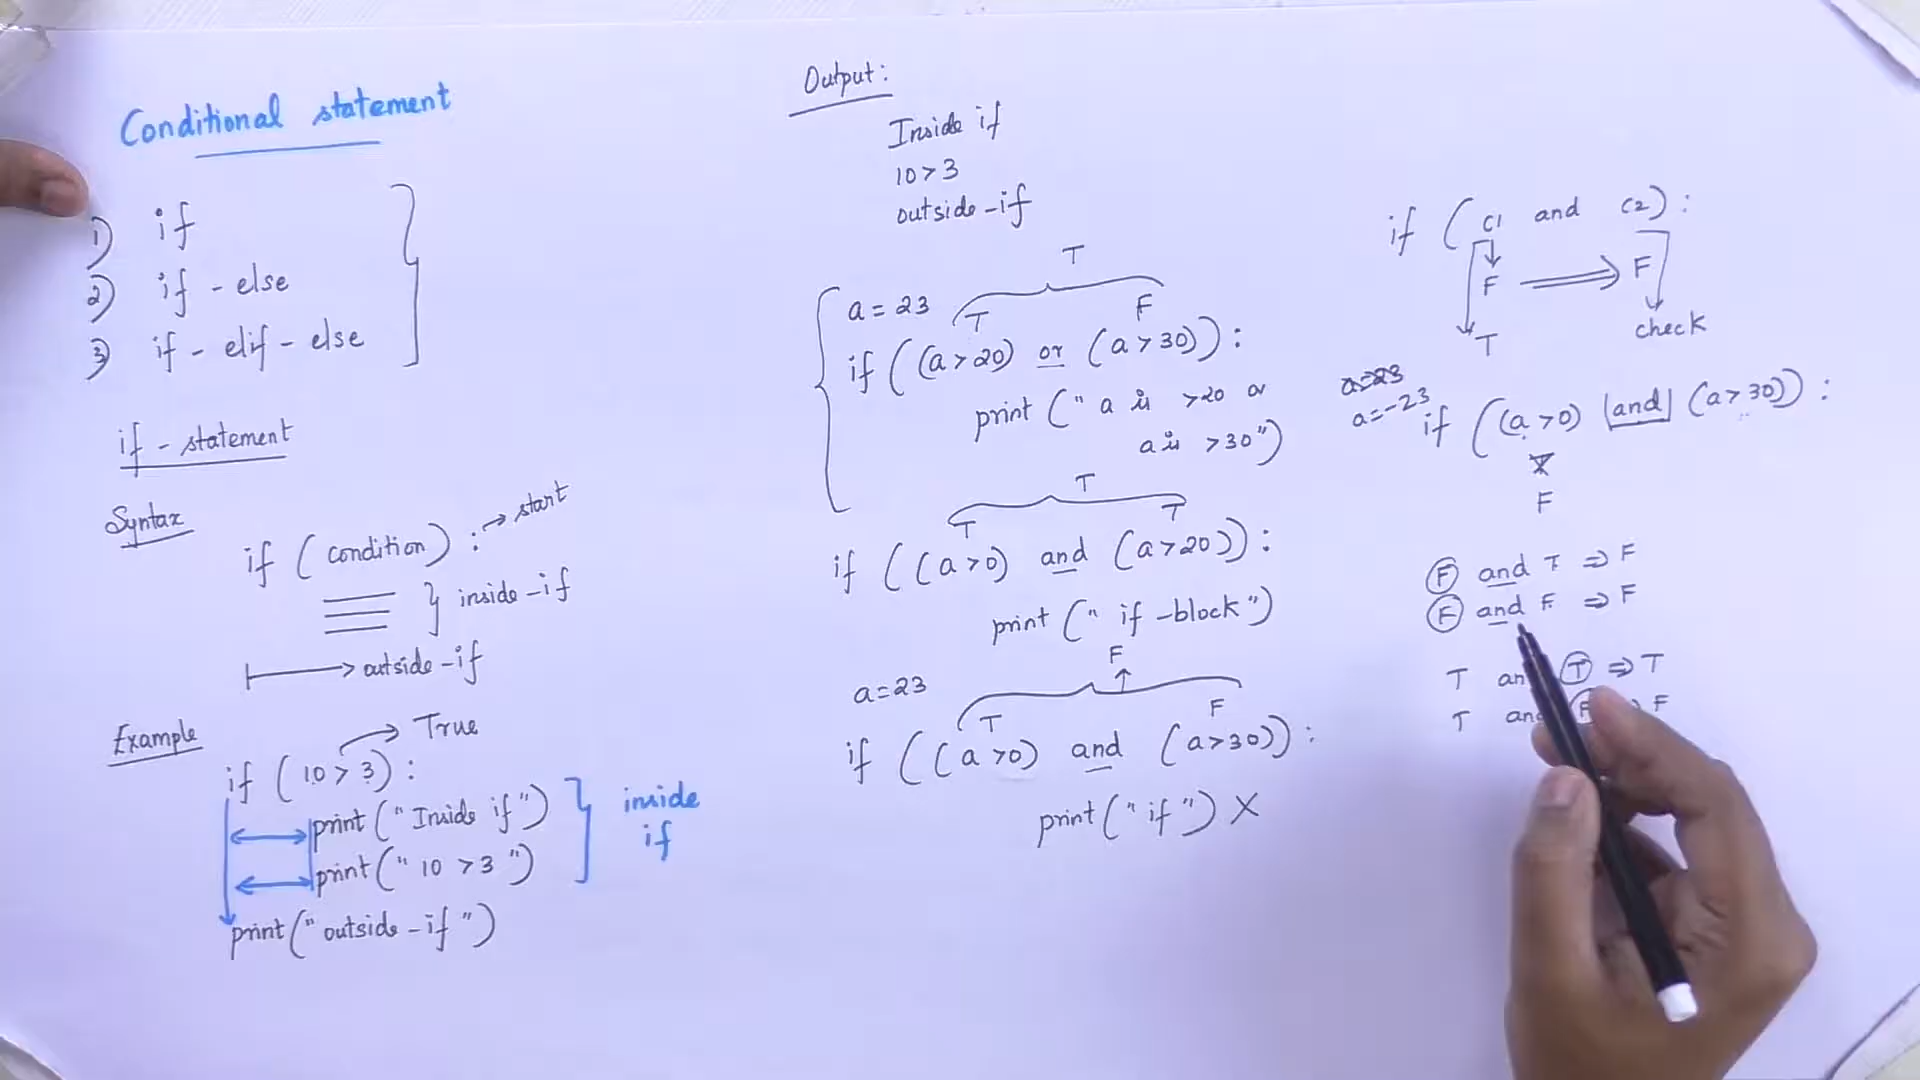 Conditional statement
1) if
2) if - else
3) if - elif - else
if - statement
Syntax
if (condition) : → start
inside - if
outside - if
Example
True
if (10 > 3) :
print (" Inside if ")
print (" 10 > 3 ")
inside
if
print (" outside - if ")
Output :
Inside if
10 > 3
outside - if
T
a = 23
T F
if ((a > 20) or (a > 30)) :
print (" a is > 20 or
a is > 30 ")
T
T T
if ((a > 0) and (a > 20)) :
print (" if - block ")
F
a = 23
T F
if ((a > 0) and (a > 30)) :
print (" if ") X
if (C1 and C2) :
F ⇒ F
T check
a = 23
a = -23
if ((a > 0) and (a > 30)) :
F
F and T ⇒ F
F and F ⇒ F
T and T ⇒ T
T and F ⇒ F